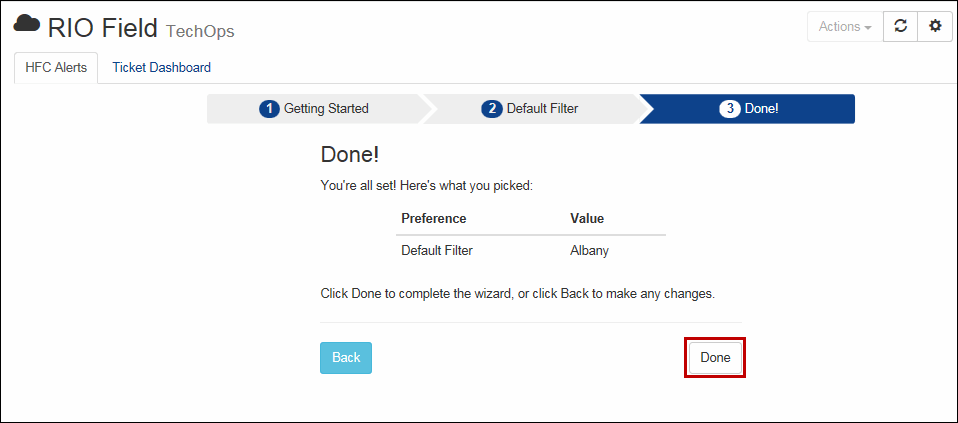 RIO Field TechOps
Actions
HFC Alerts Ticket Dashboard
1 Getting Started 2 Default Filter 3 Done!
Done!
You're all set! Here's what you picked:
Preference Value
Default Filter Albany
Click Done to complete the wizard, or click Back to make any changes.
Back Done